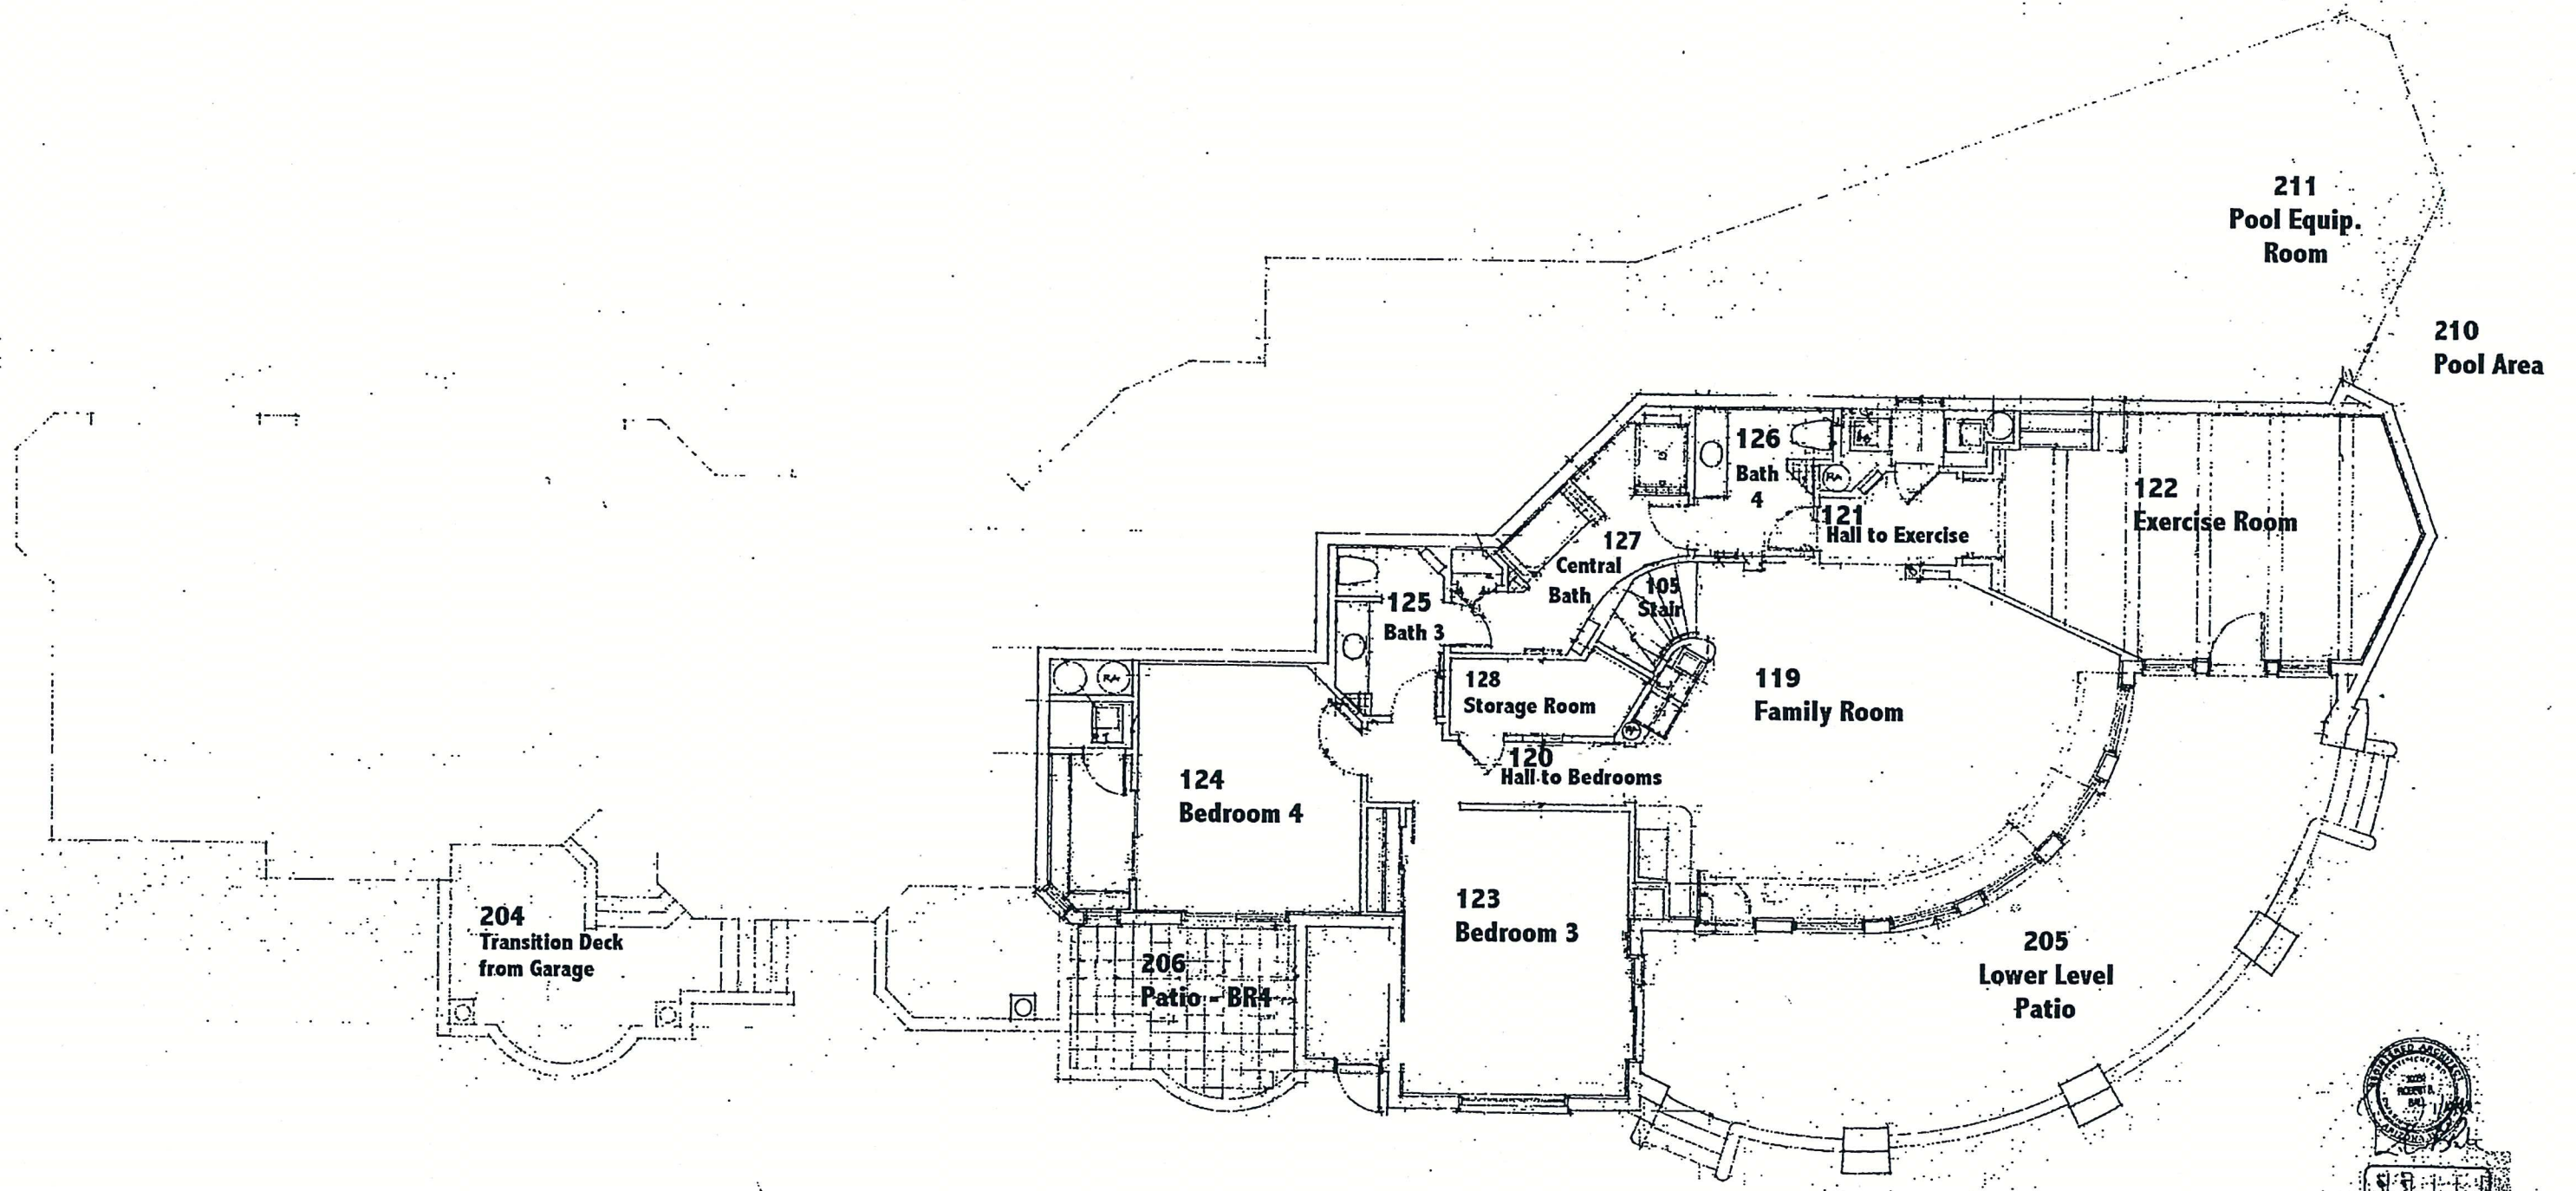 211
Pool Equip.
Room
210
Pool Area
126
Bath
4
122
Exercise Room
121
Hall to Exercise
127
Central
Bath
105
Stair
125
Bath 3
128
Storage Room
119
Family Room
120
Hall to Bedrooms
124
Bedroom 4
123
Bedroom 3
204
Transition Deck
from Garage
206
Patio - BR4
205
Lower Level
Patio
REGISTERED ARCHITECT